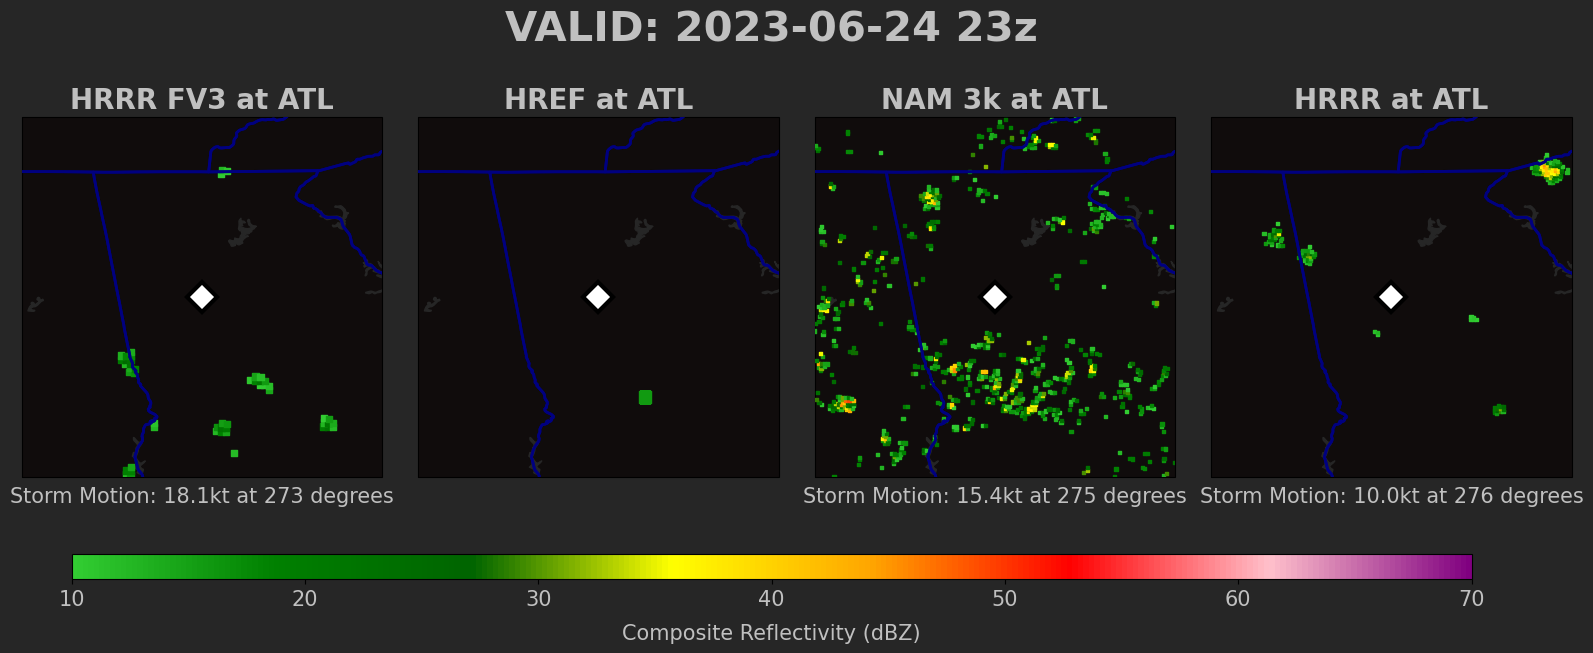 VALID: 2023-06-24 23z
HRRR FV3 at ATL
HREF at ATL
NAM 3k at ATL
HRRR at ATL
Storm Motion: 18.1kt at 273 degrees
Storm Motion: 15.4kt at 275 degrees
Storm Motion: 10.0kt at 276 degrees
10 20 30 40 50 60 70
Composite Reflectivity (dBZ)